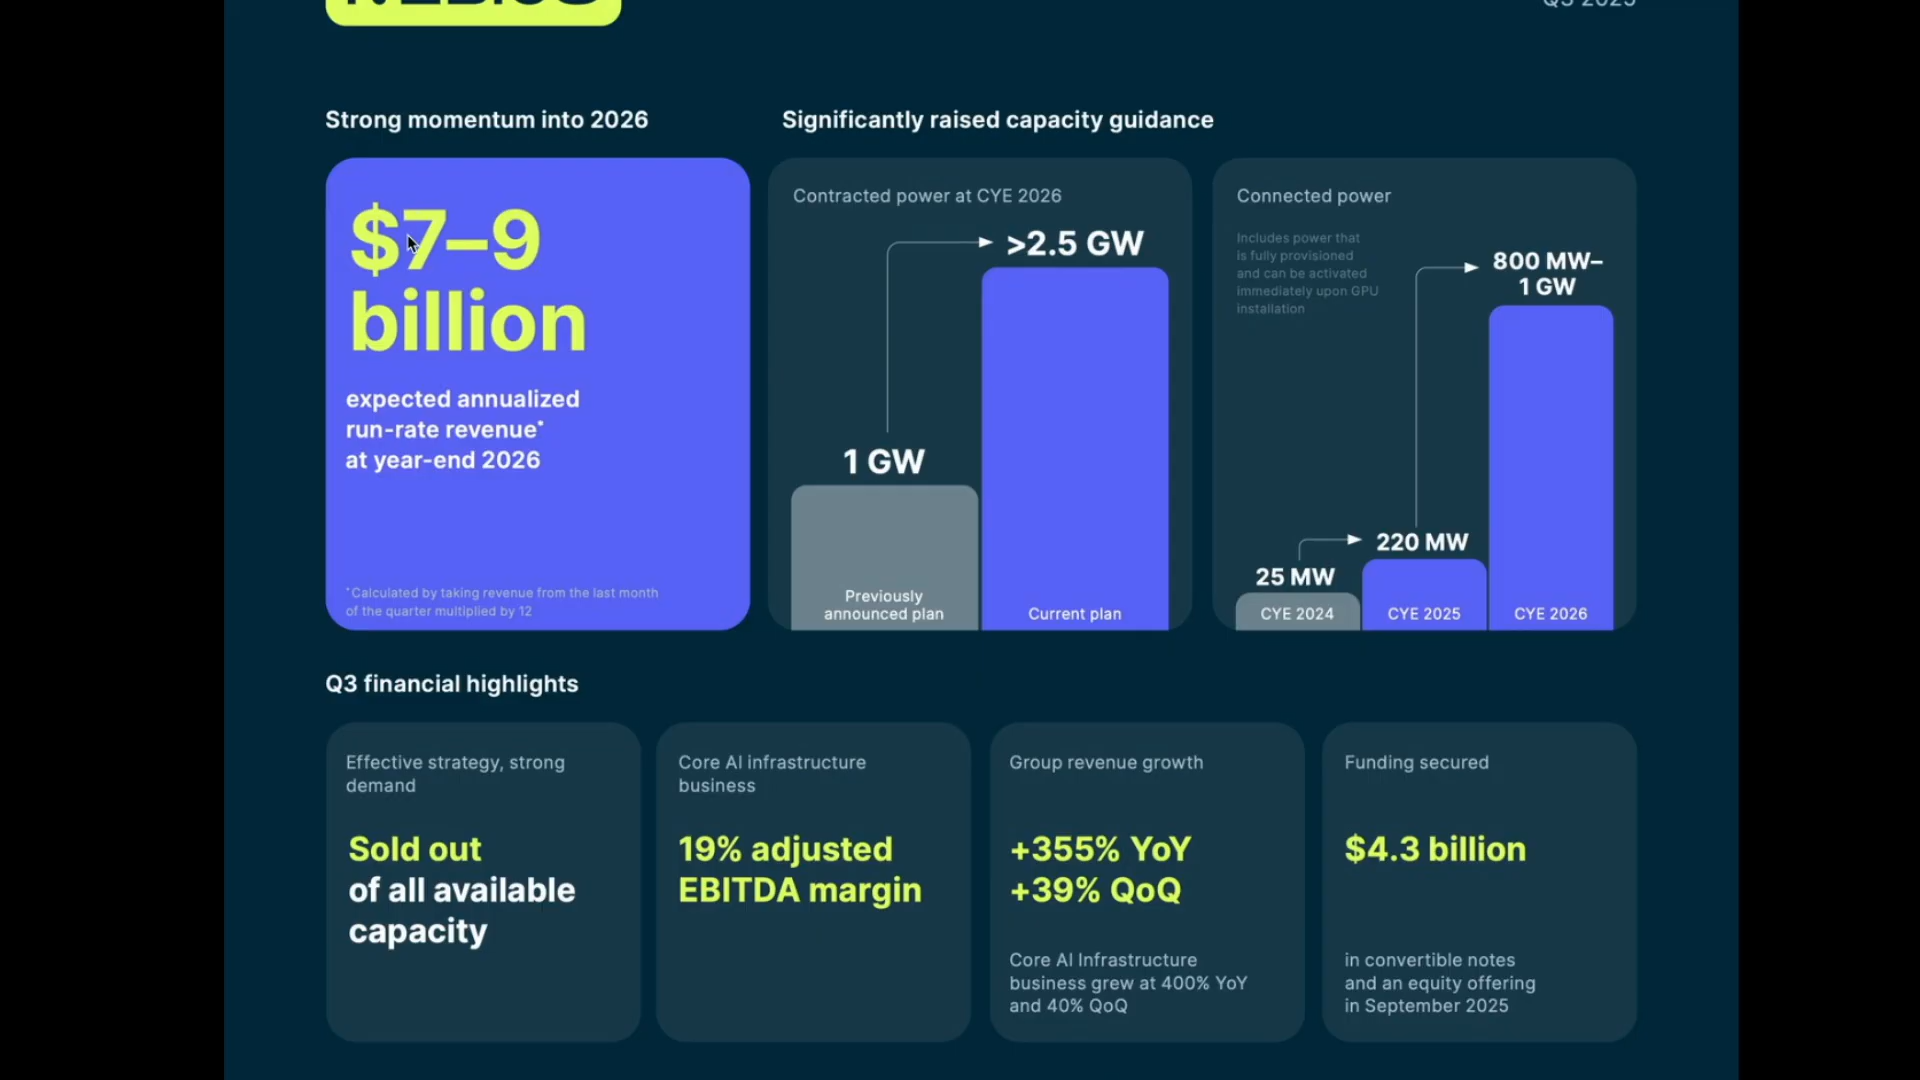 Q3 2025
Strong momentum into 2026
$7–9
billion
expected annualized
run-rate revenue*
at year-end 2026
*Calculated by taking revenue from the last month
of the quarter multiplied by 12
Significantly raised capacity guidance
Contracted power at CYE 2026
>2.5 GW
1 GW
Previously
announced plan
Current plan
Connected power
Includes power that
is fully provisioned
and can be activated
immediately upon GPU
installation
800 MW–
1 GW
220 MW
25 MW
CYE 2024
CYE 2025
CYE 2026
Q3 financial highlights
Effective strategy, strong
demand
Sold out
of all available
capacity
Core AI infrastructure
business
19% adjusted
EBITDA margin
Group revenue growth
+355% YoY
+39% QoQ
Core AI Infrastructure
business grew at 400% YoY
and 40% QoQ
Funding secured
$4.3 billion
in convertible notes
and an equity offering
in September 2025